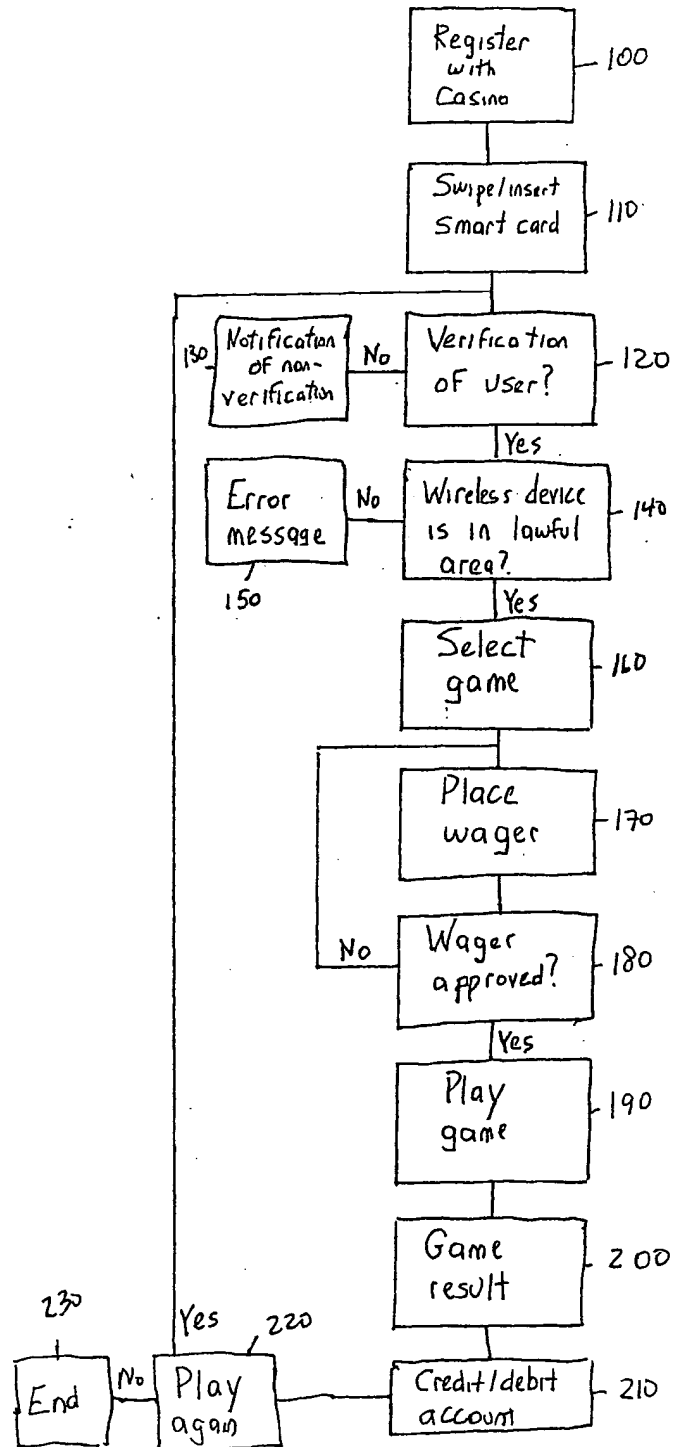 Register
with
Casino
100
Swipe/insert
Smart card
110
Verification
of user?
120
No
Notification
of non-
verification
130
Yes
Wireless device
is in lawful
area?
140
No
Error
message
150
Yes
Select
game
160
Place
wager
170
Wager
approved?
180
No
Yes
Play
game
190
Game
result
200
Credit/debit
account
210
Play
again
220
Yes
No
End
230